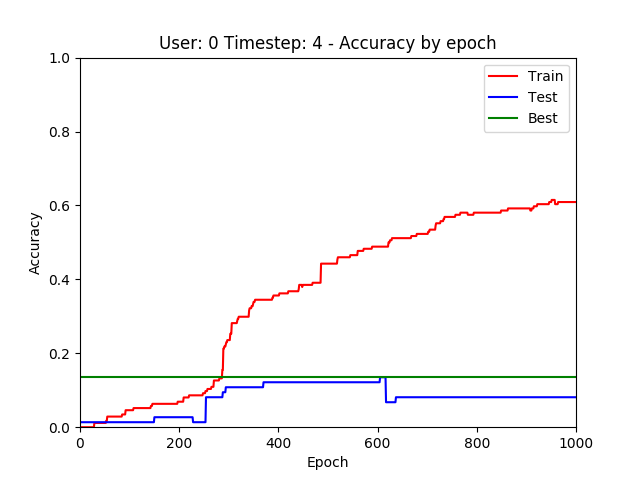 User: 0 Timestep: 4 - Accuracy by epoch
1.0
0.8
0.6
0.4
0.2
0.0
Accuracy
Train
Test
Best
0 200 400 600 800 1000
Epoch